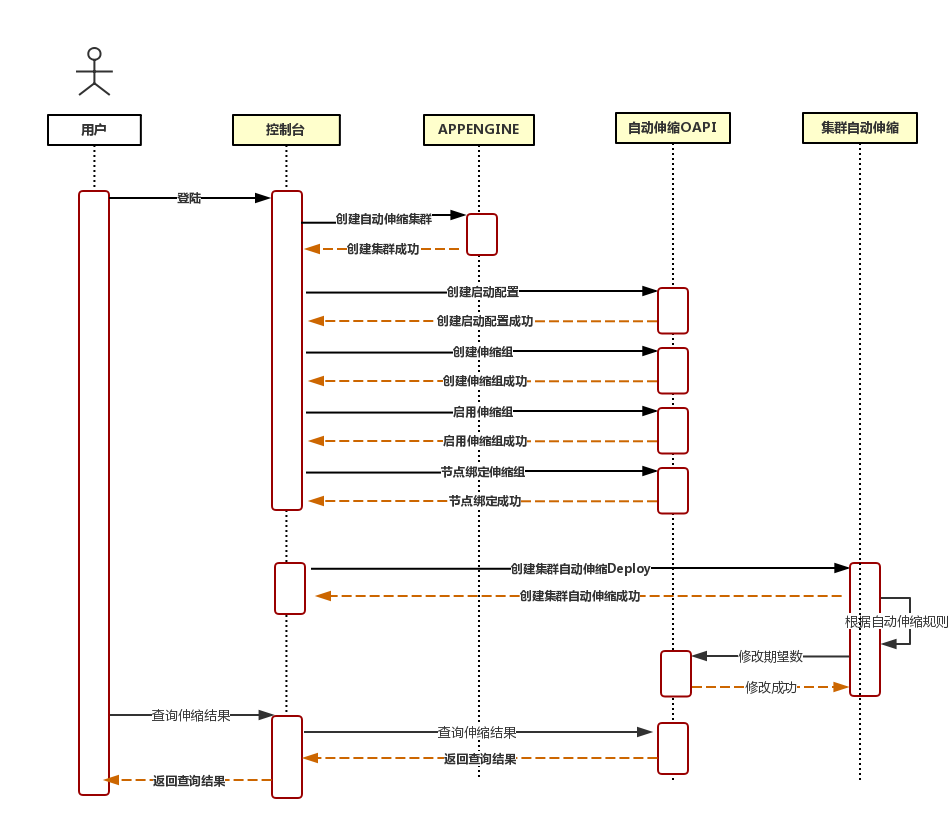 用户
控制台
APPENGINE
自动伸缩OAPI
集群自动伸缩
登陆
创建自动伸缩集群
创建集群成功
创建启动配置
创建启动配置成功
创建伸缩组
创建伸缩组成功
启用伸缩组
启用伸缩组成功
节点绑定伸缩组
节点绑定成功
创建集群自动伸缩Deploy
创建集群自动伸缩成功
根据自动伸缩规则
修改期望数
修改成功
查询伸缩结果
查询伸缩结果
返回查询结果
返回查询结果